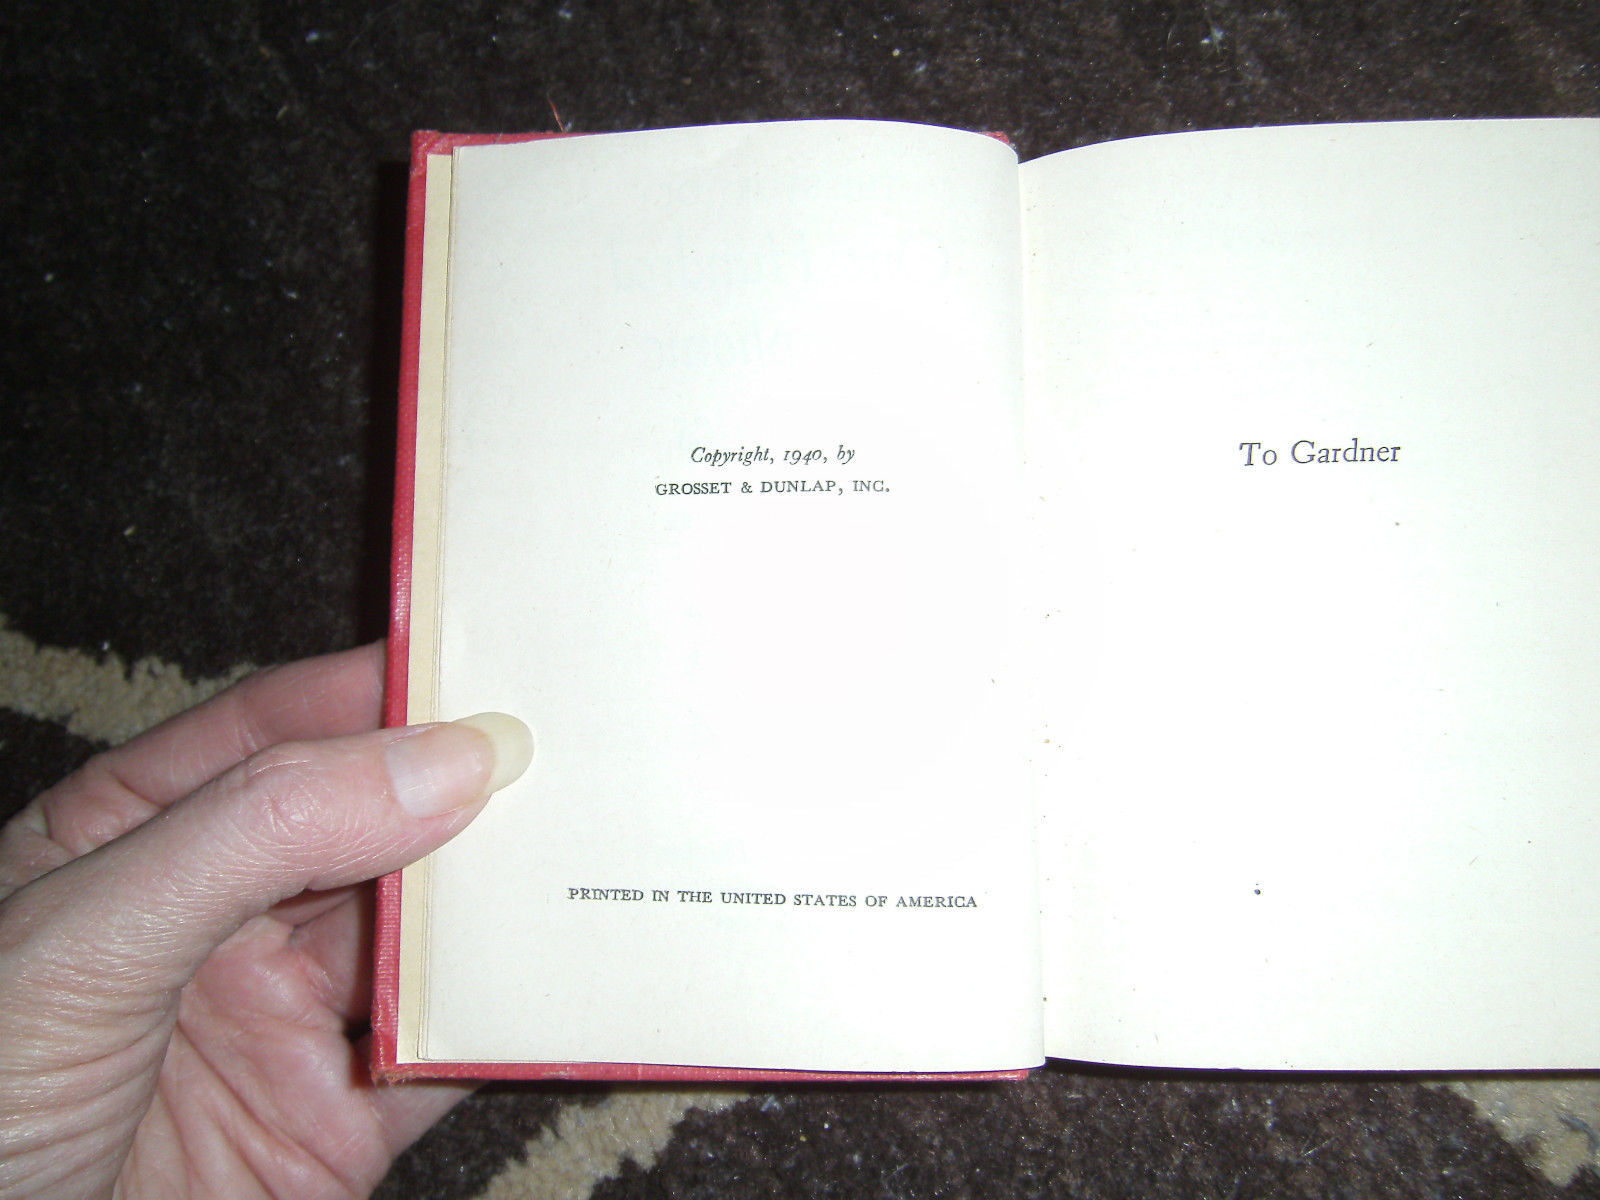 Copyright, 1940, by
GROSSET & DUNLAP, INC.
PRINTED IN THE UNITED STATES OF AMERICA
To Gardner